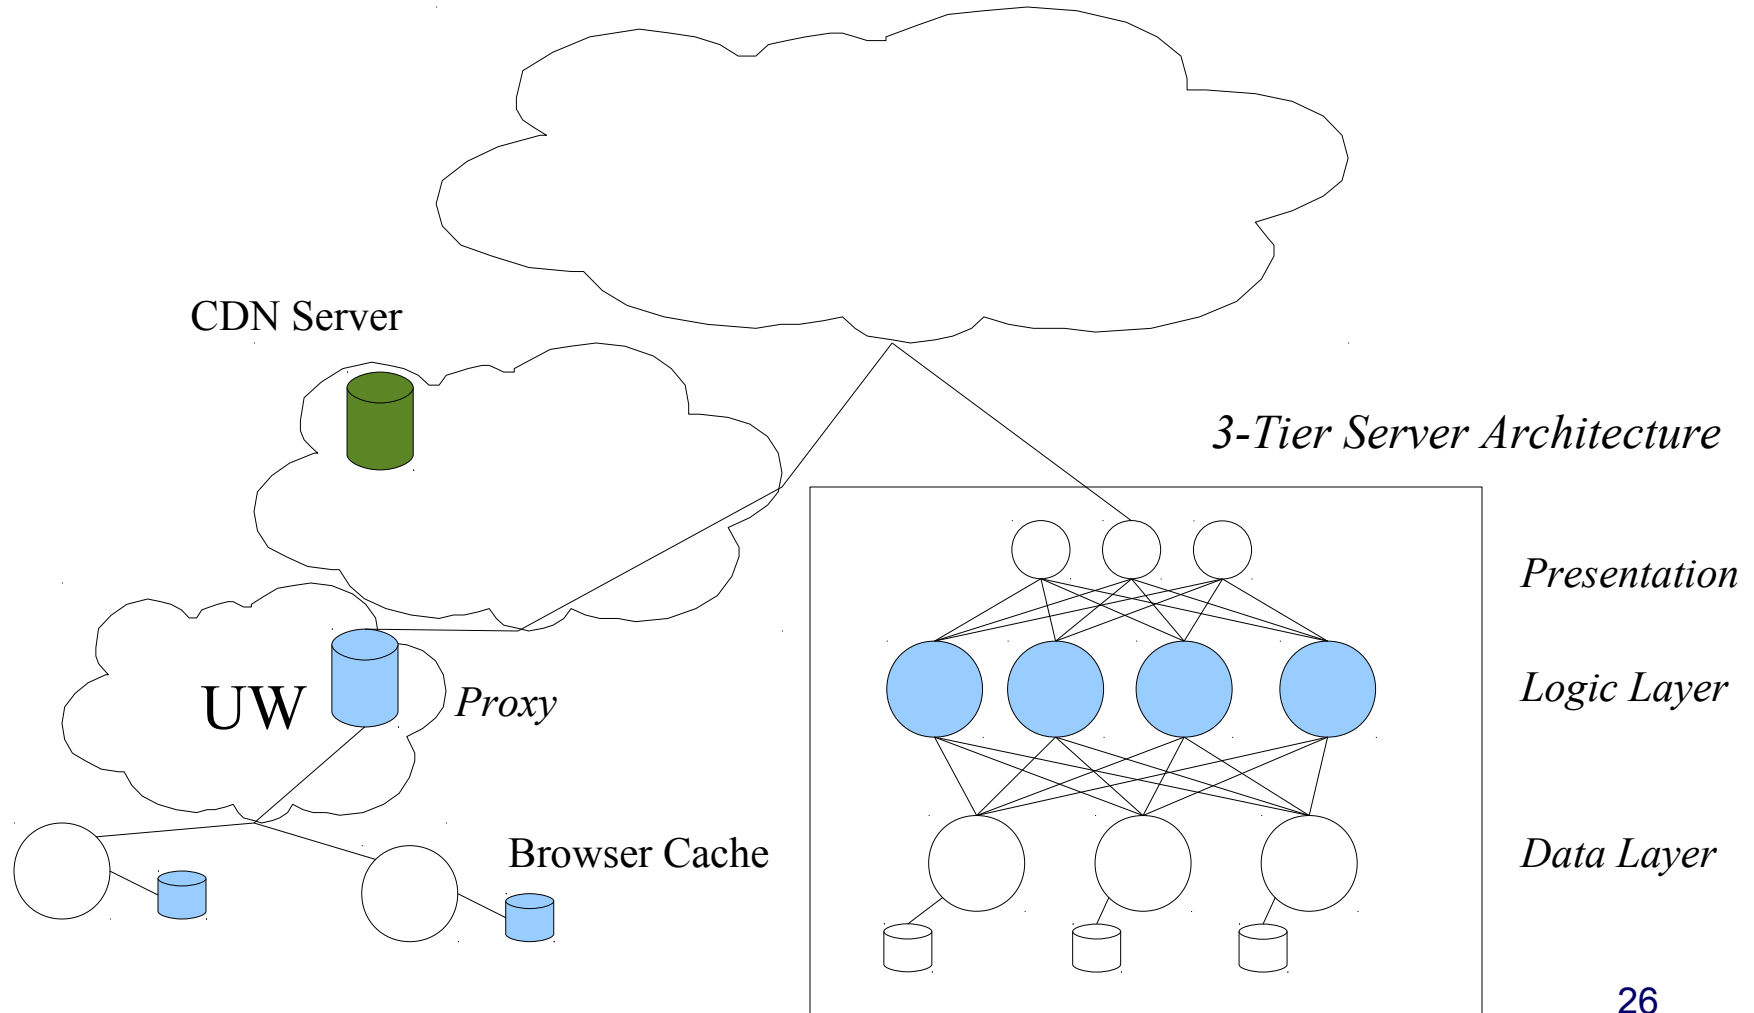 CDN Server
3-Tier Server Architecture
Presentation
UW
Proxy
Logic Layer
Browser Cache
Data Layer
26